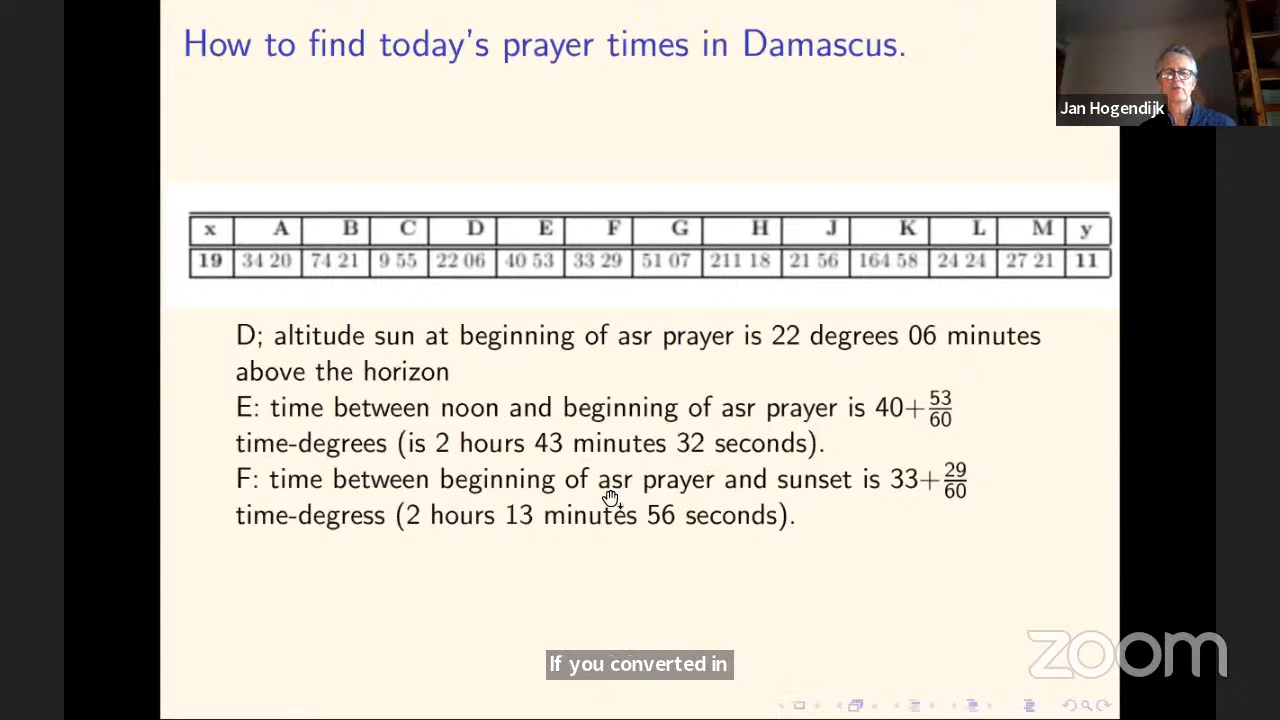 How to find today's prayer times in Damascus.
Jan Hogendijk
x A B C D E F G H J K L M y
19 34 20 74 21 9 55 22 06 40 53 33 29 51 07 211 18 21 56 164 58 24 24 27 21 11
D; altitude sun at beginning of asr prayer is 22 degrees 06 minutes
above the horizon
E: time between noon and beginning of asr prayer is 40+53/60
time-degrees (is 2 hours 43 minutes 32 seconds).
F: time between beginning of asr prayer and sunset is 33+29/60
time-degress (2 hours 13 minutes 56 seconds).
If you converted in
zoom